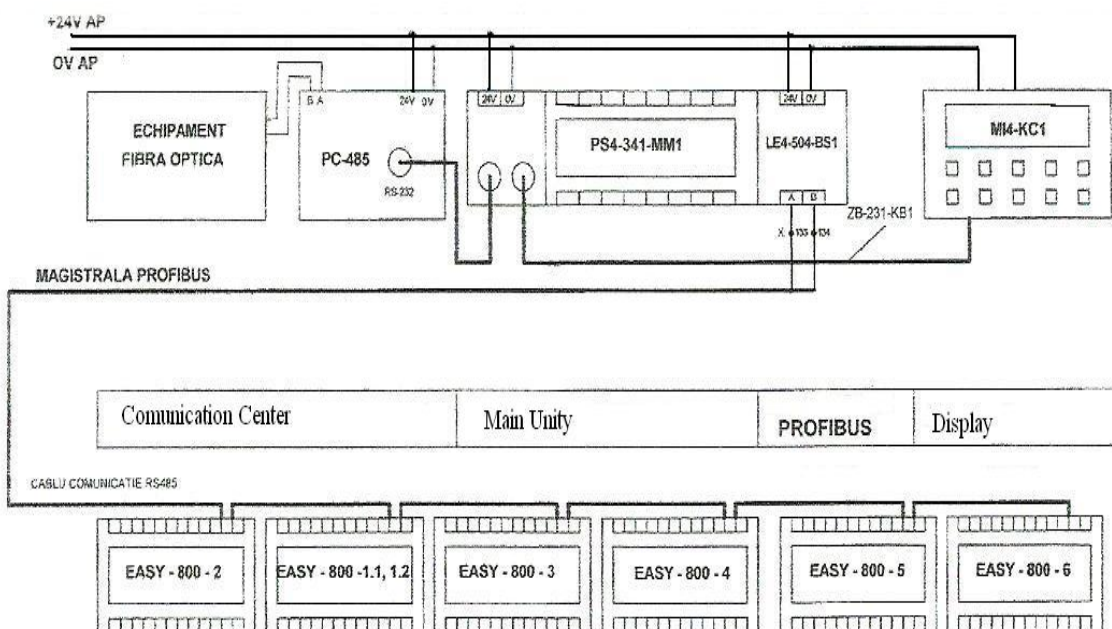 +24V AP
0V AP
B A
24V 0V
24V 0V
24V 0V
ECHIPAMENT
FIBRA OPTICA
PC-485
RS-232
PS4-341-MM1
LE4-504-BS1
MI4-KC1
A B
X 133 134
ZB-231-KB1
MAGISTRALA PROFIBUS
Comunication Center
Main Unity
PROFIBUS
Display
CABLU COMUNICATIE RS485
EASY - 800 - 2
EASY - 800 -1.1, 1.2
EASY - 800 - 3
EASY - 800 - 4
EASY - 800 - 5
EASY - 800 - 6